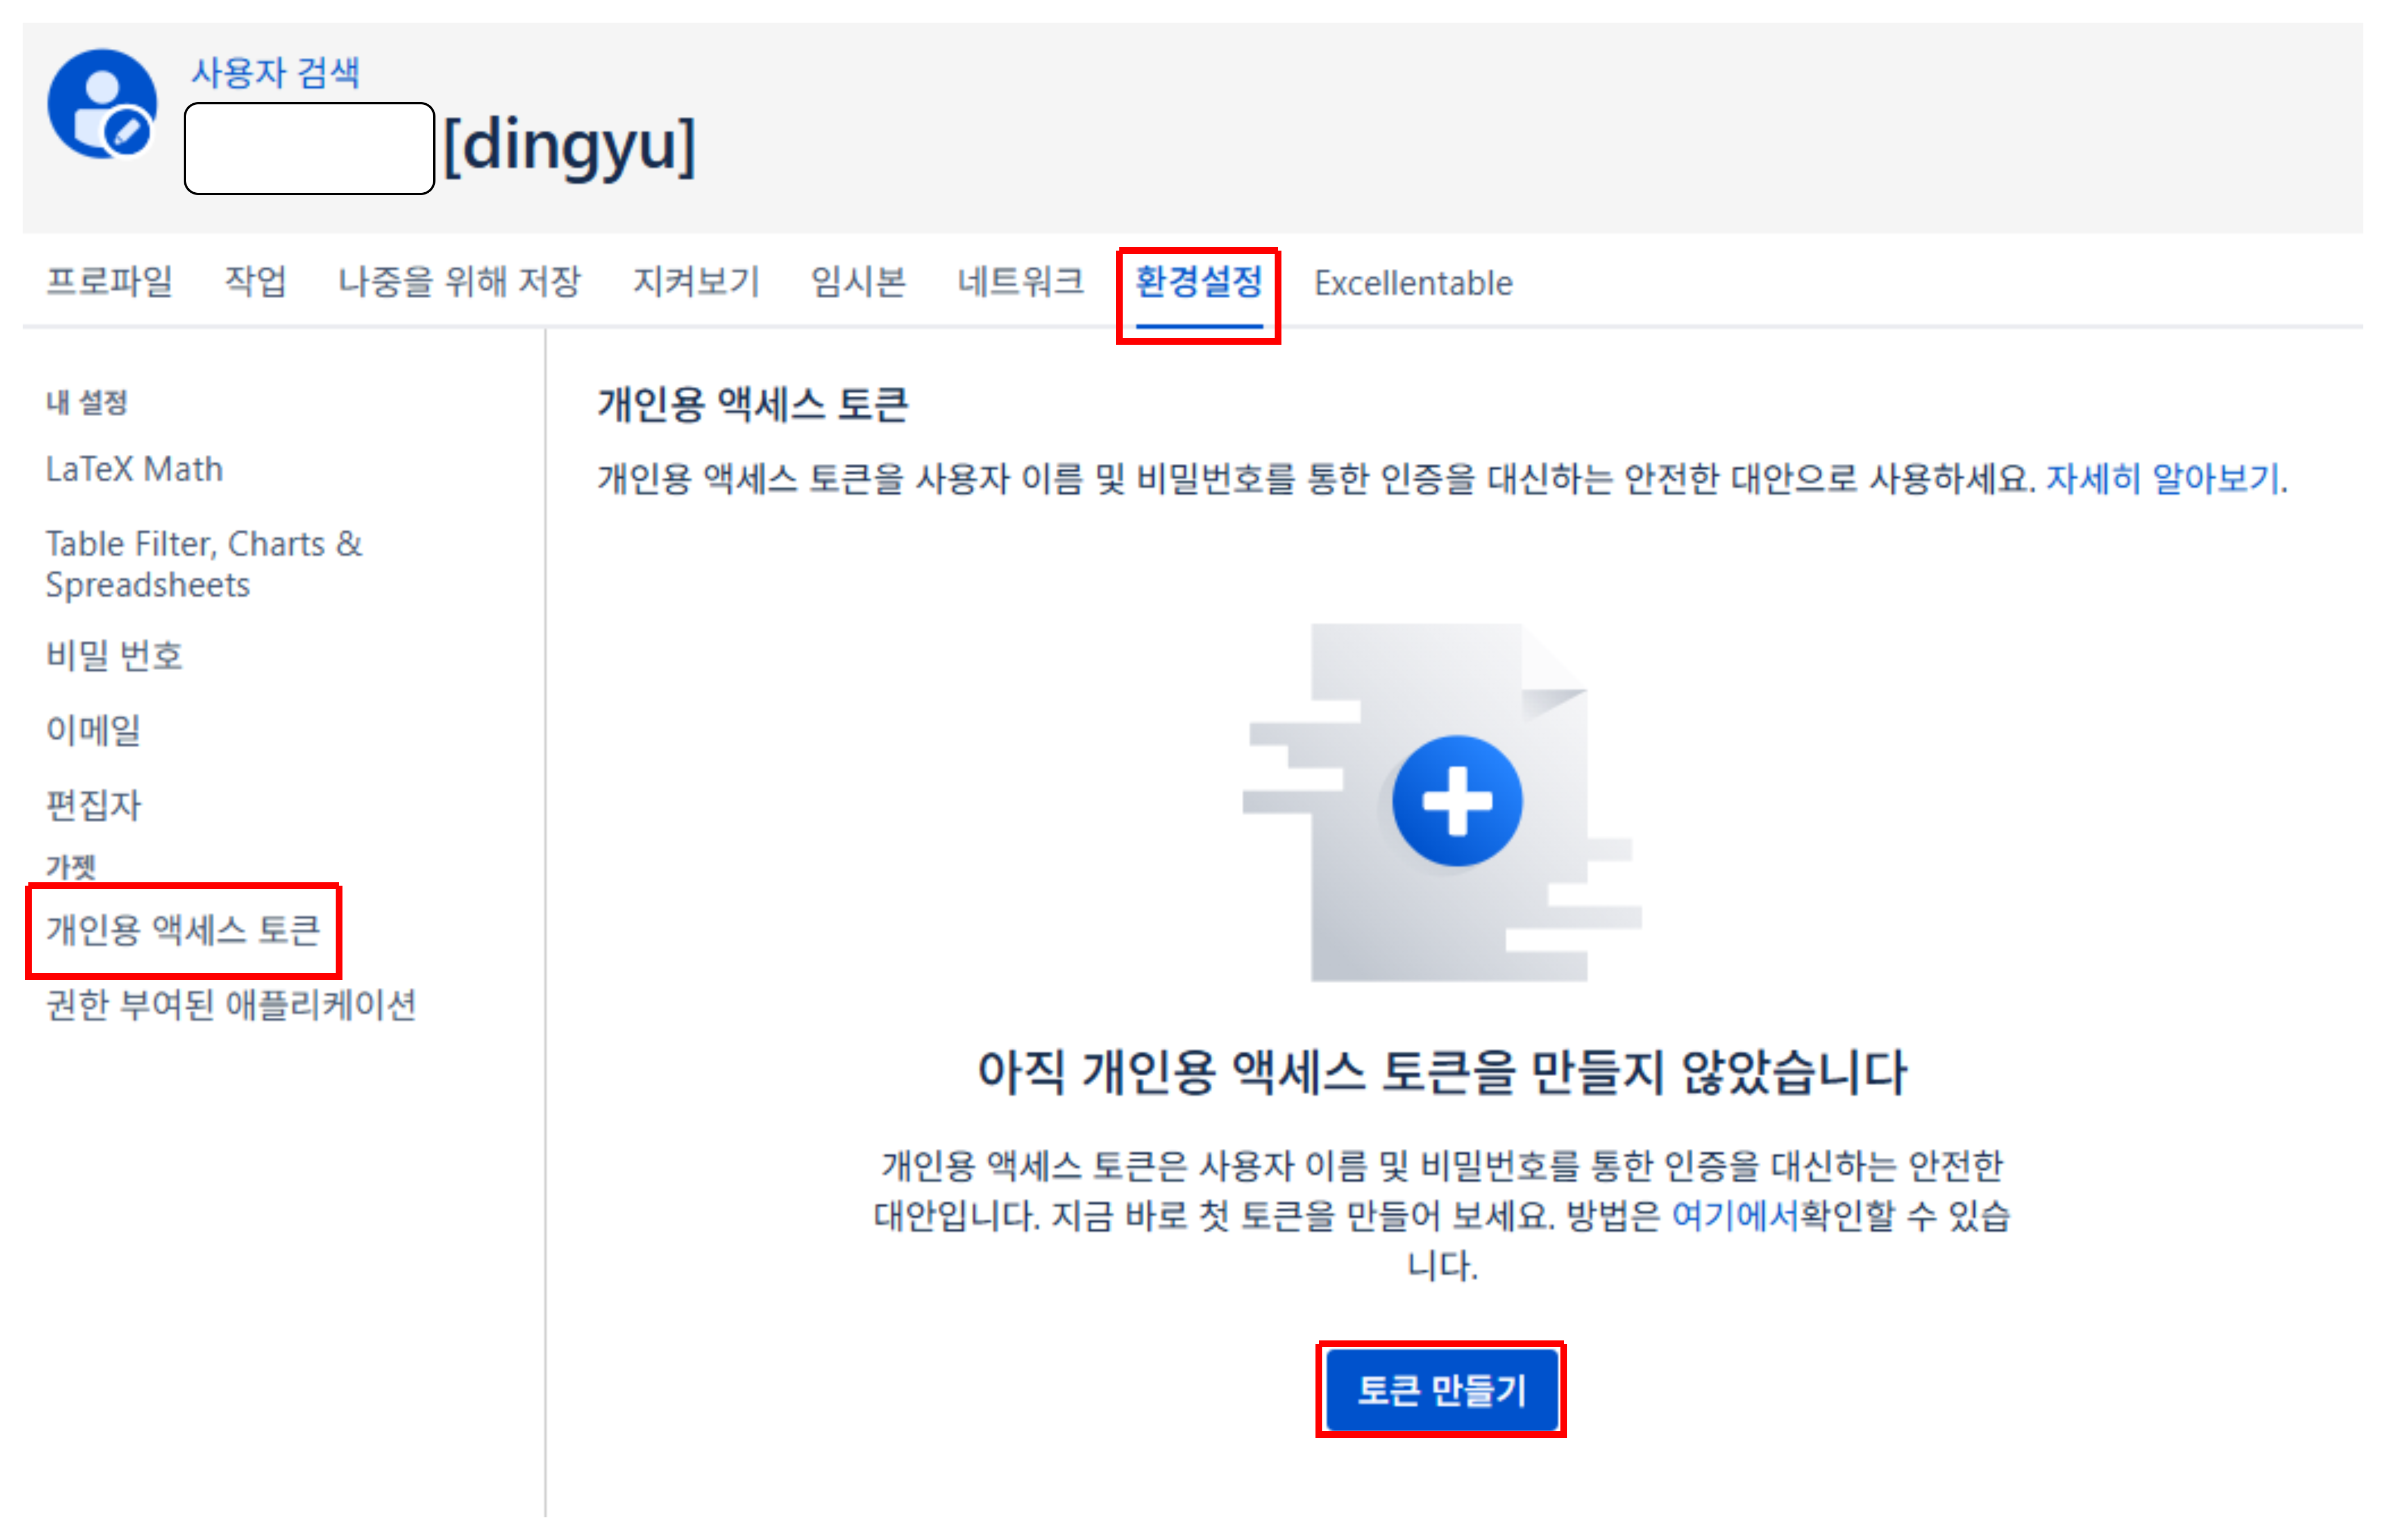 사용자 검색
[dingyu]
프로파일 작업 나중을 위해 저장 지켜보기 임시본 네트워크 환경설정 Excellentable
내 설정
LaTeX Math
Table Filter, Charts &
Spreadsheets
비밀 번호
이메일
편집자
가젯
개인용 액세스 토큰
권한 부여된 애플리케이션
개인용 액세스 토큰
개인용 액세스 토큰을 사용자 이름 및 비밀번호를 통한 인증을 대신하는 안전한 대안으로 사용하세요. 자세히 알아보기.
아직 개인용 액세스 토큰을 만들지 않았습니다
개인용 액세스 토큰은 사용자 이름 및 비밀번호를 통한 인증을 대신하는 안전한
대안입니다. 지금 바로 첫 토큰을 만들어 보세요. 방법은 여기에서확인할 수 있습
니다.
토큰 만들기